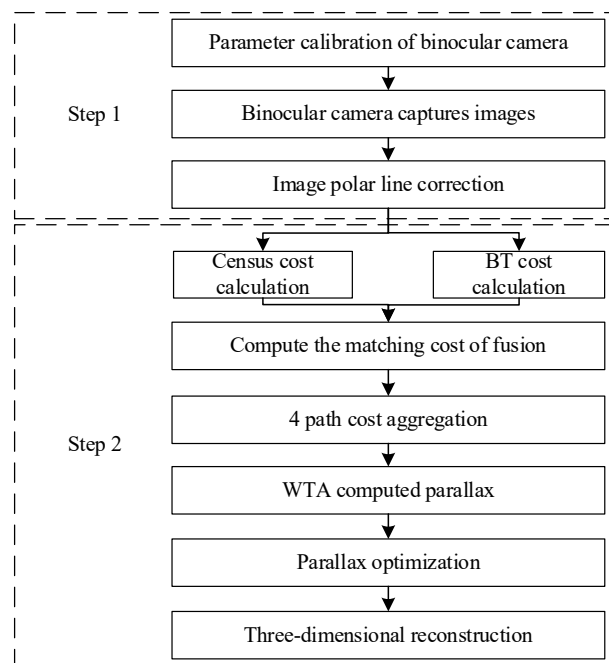 Parameter calibration of binocular camera
Step 1
Binocular camera captures images
Image polar line correction
Census cost
calculation
BT cost
calculation
Compute the matching cost of fusion
4 path cost aggregation
Step 2
WTA computed parallax
Parallax optimization
Three-dimensional reconstruction